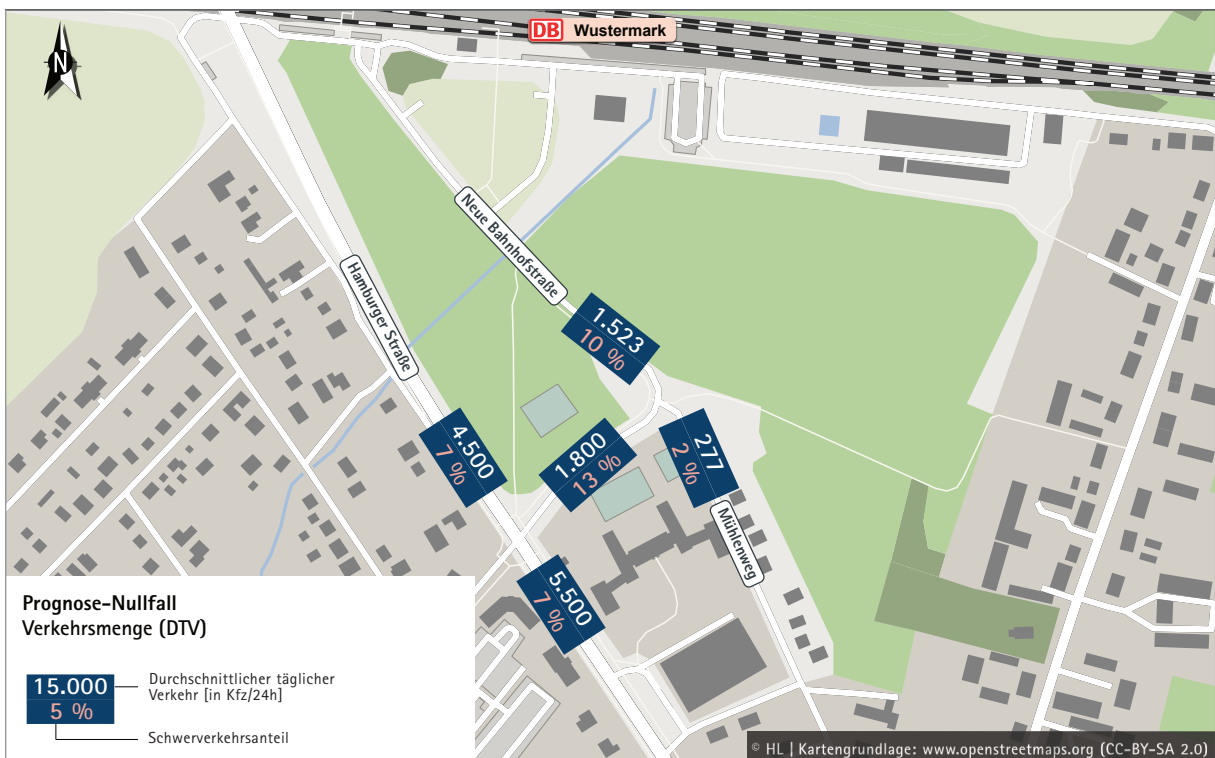 N
DB Wustermark
Neue Bahnhofstraße
Hamburger Straße
1.523
10 %
4.500
7 %
1.800
13 %
277
2 %
Mühlenweg
5.500
7 %
Prognose-Nullfall
Verkehrsmenge (DTV)
15.000
5 %
Durchschnittlicher täglicher
Verkehr [in Kfz/24h]
Schwerverkehrsanteil
© HL | Kartengrundlage: www.openstreetmaps.org (CC-BY-SA 2.0)